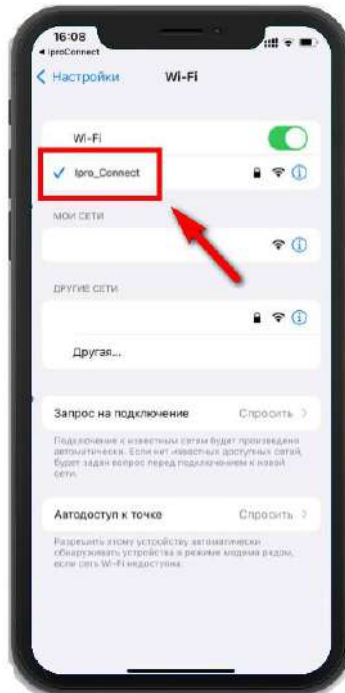 16:08
◀ IproConnect
Настройки Wi-Fi
Wi-Fi
Ipro_Connect
МОИ СЕТИ
ДРУГИЕ СЕТИ
Другая...
Запрос на подключение Спросить
Подключение к известным сетям будет произведено
автоматически. Если нет известных доступных сетей,
будет задан вопрос перед подключением к новой
сети.
Автодоступ к точке Спросить
Разрешить этому устройству автоматически
обнаруживать устройства в режиме модема рядом,
если сеть Wi-Fi недоступна.